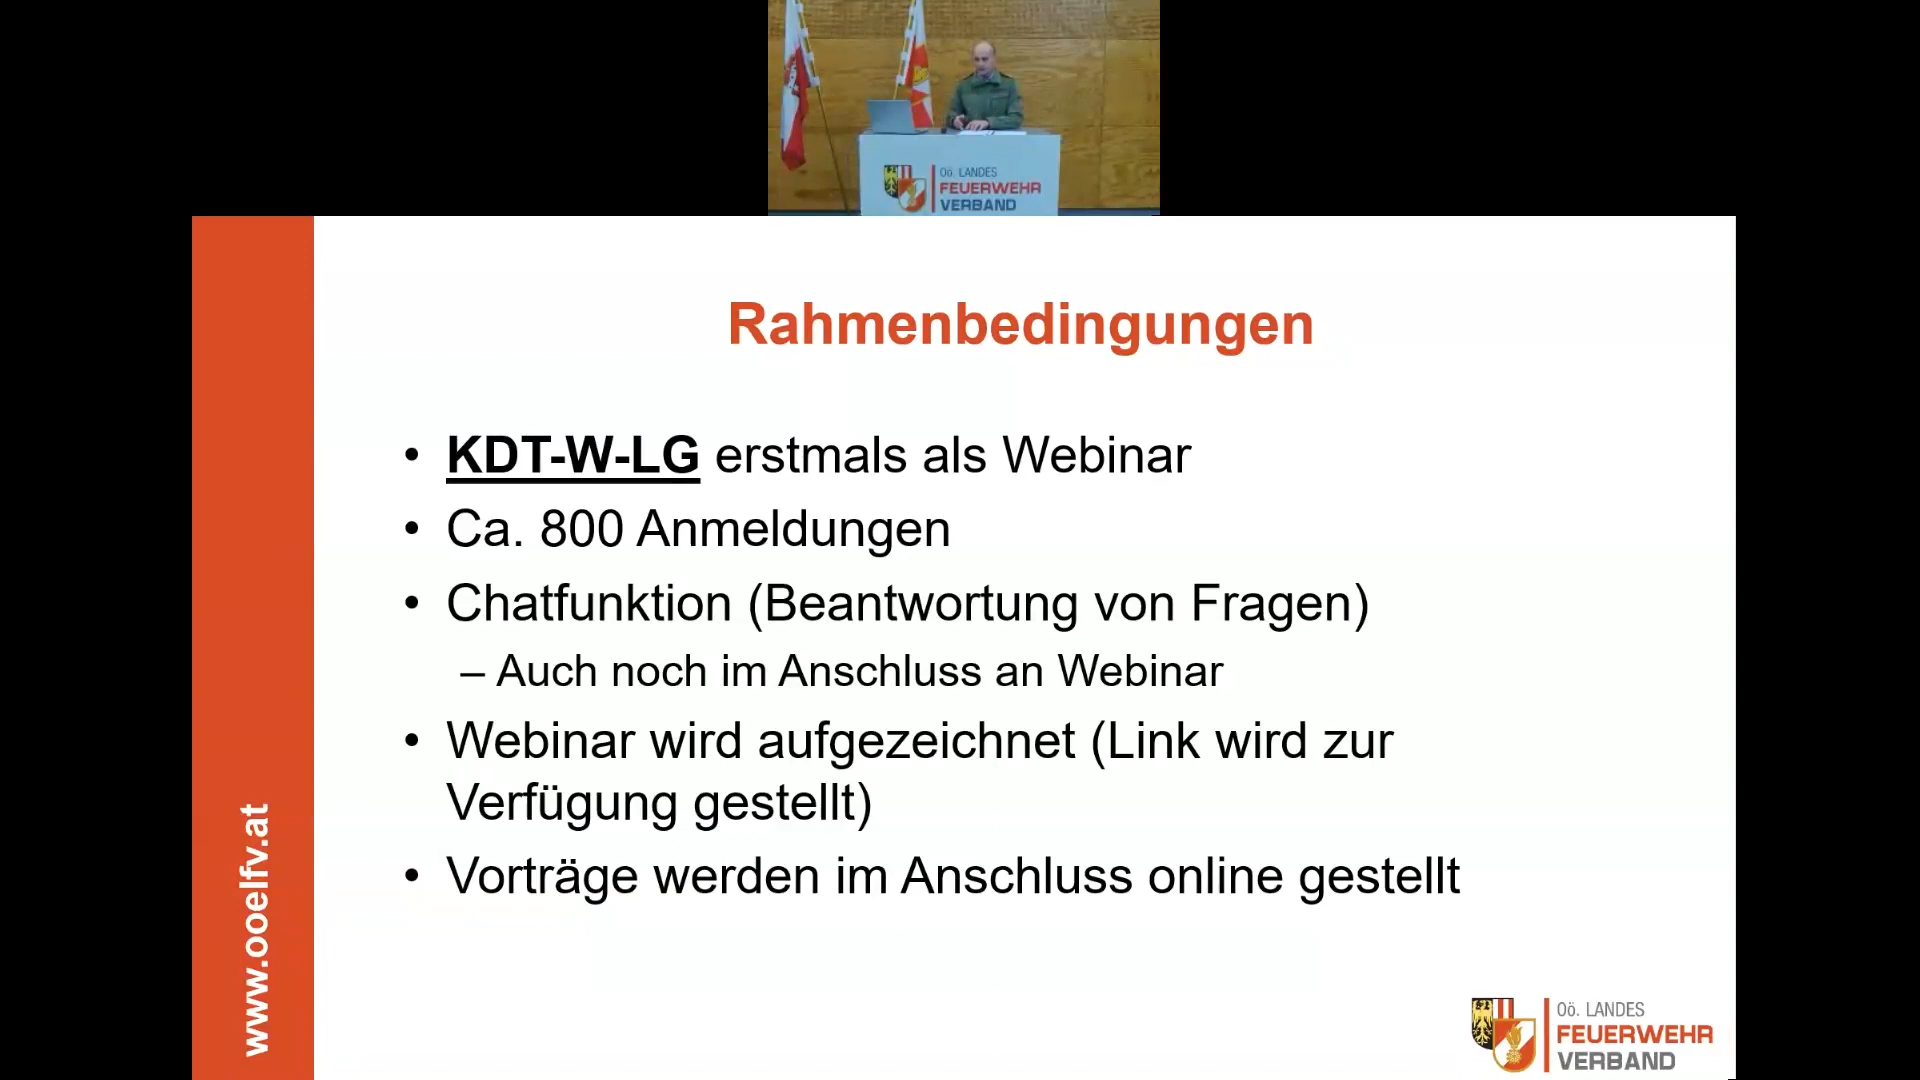 OÖ. LANDES
FEUERWEHR
VERBAND
Rahmenbedingungen
• KDT-W-LG erstmals als Webinar
• Ca. 800 Anmeldungen
• Chatfunktion (Beantwortung von Fragen)
– Auch noch im Anschluss an Webinar
• Webinar wird aufgezeichnet (Link wird zur
Verfügung gestellt)
• Vorträge werden im Anschluss online gestellt
www.ooelfv.at
OÖ. LANDES
FEUERWEHR
VERBAND